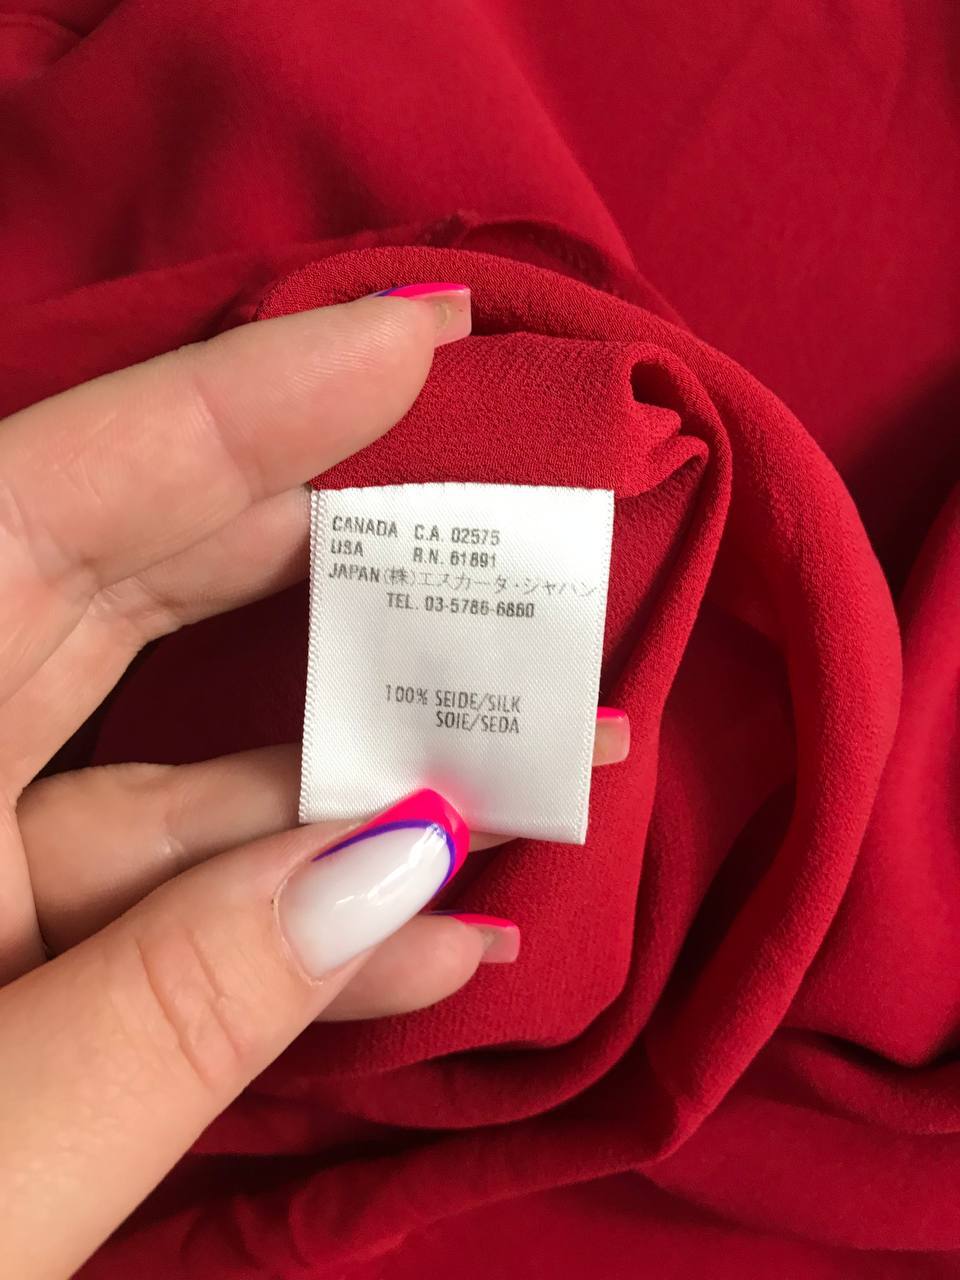 CANADA C.A. 02575
USA R.N. 61891
JAPAN (株)エスカーダ・ジャパン
TEL. 03-5786-6860
100% SEIDE/SILK
SOIE/SEDA